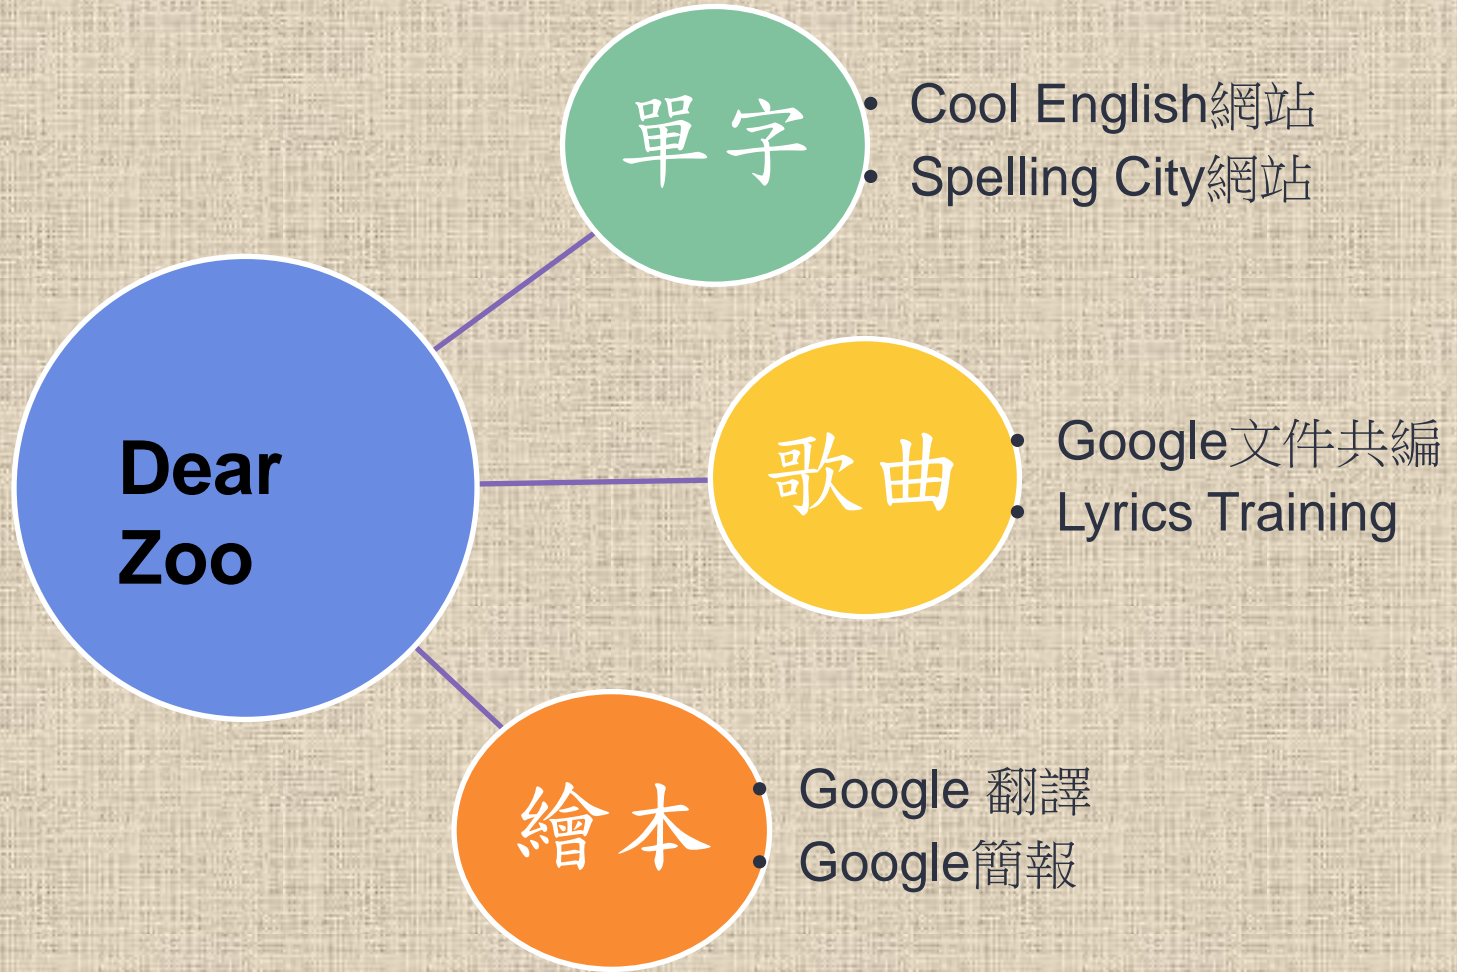 單字
• Cool English網站
• Spelling City網站
Dear
Zoo
歌曲
• Google文件共編
• Lyrics Training
繪本
• Google 翻譯
• Google簡報